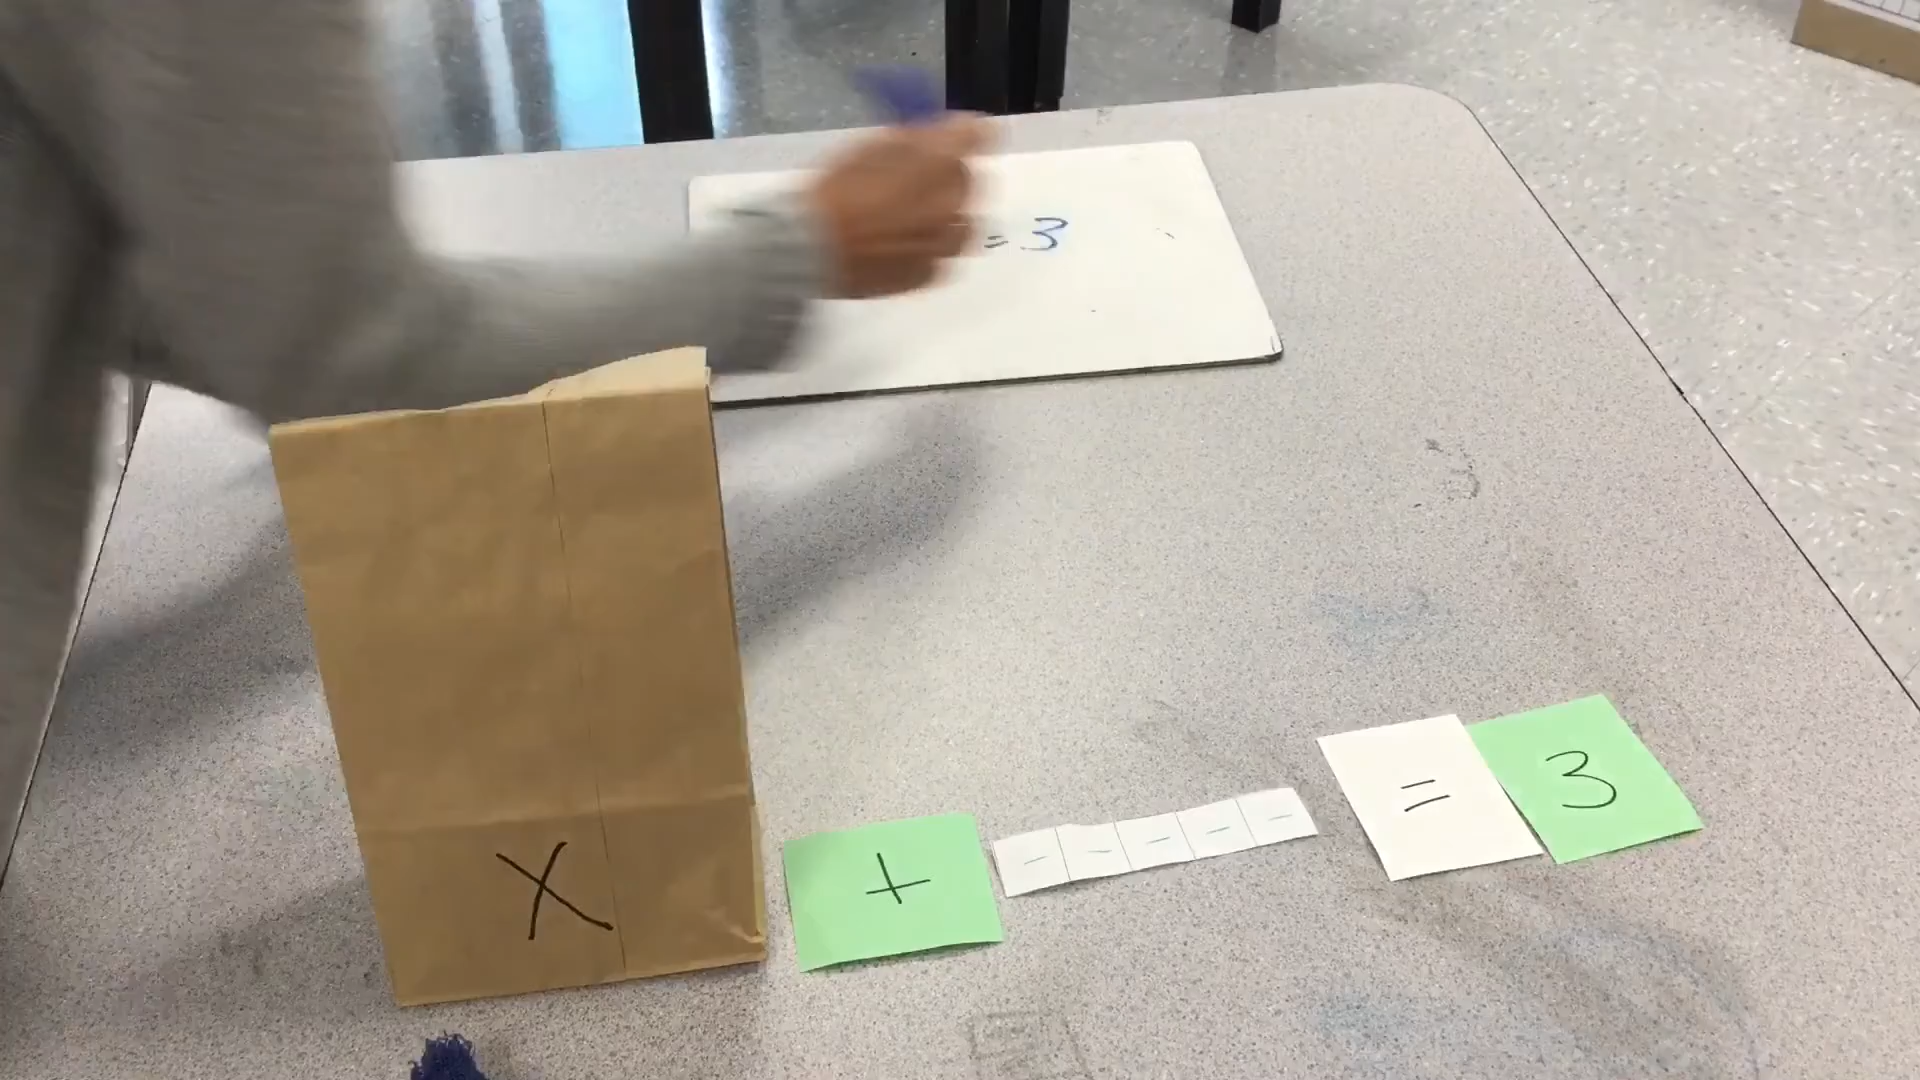 = 3
X + - - - - - = 3